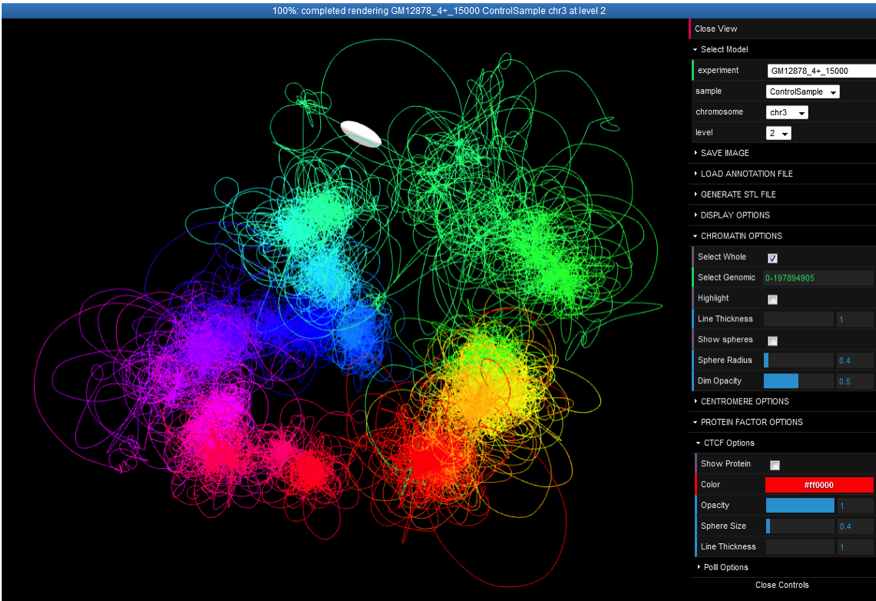 100%: completed rendering GM12878_4+_15000 ControlSample chr3 at level 2
Close View
Select Model
experiment GM12878_4+_15000
sample ControlSample
chromosome chr3
level 2
SAVE IMAGE
LOAD ANNOTATION FILE
GENERATE STL FILE
DISPLAY OPTIONS
CHROMATIN OPTIONS
Select Whole
Select Genomic 0-197894905
Highlight
Line Thickness 1
Show spheres
Sphere Radius 0.4
Dim Opacity 0.5
CENTROMERE OPTIONS
PROTEIN FACTOR OPTIONS
CTCF Options
Show Protein
Color #ff0000
Opacity 1
Sphere Size 0.4
Line Thickness 1
PolII Options
Close Controls